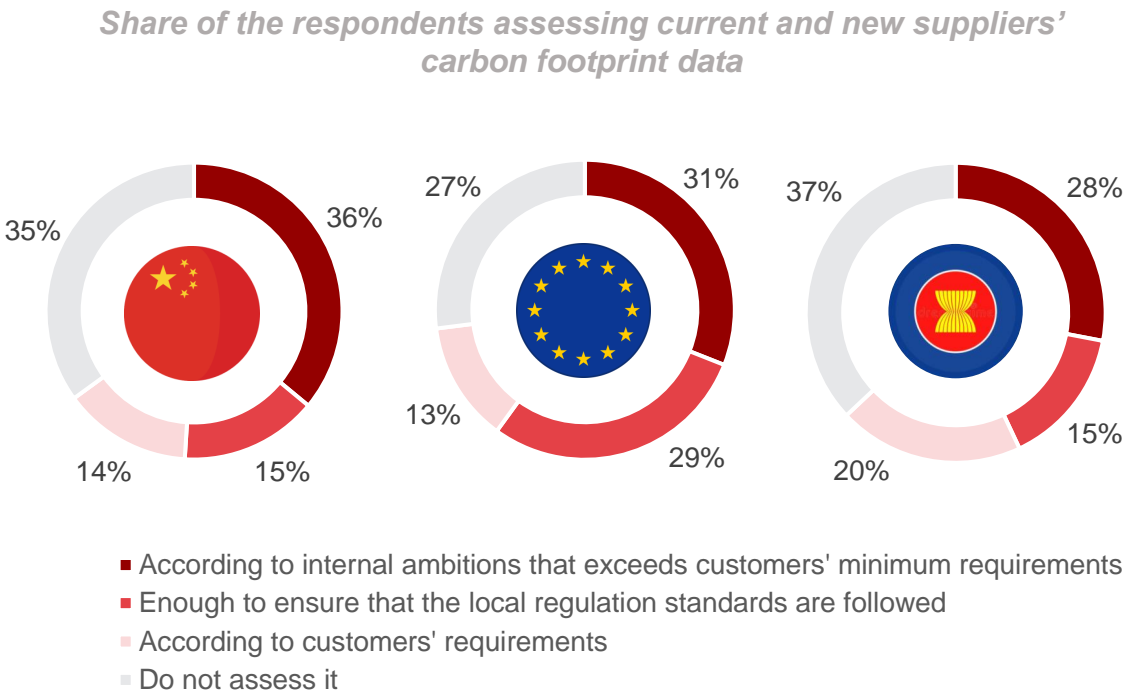 Share of the respondents assessing current and new suppliers’
carbon footprint data
35%
36%
14%
15%
27%
31%
13%
29%
37%
28%
20%
15%
According to internal ambitions that exceeds customers' minimum requirements
Enough to ensure that the local regulation standards are followed
According to customers' requirements
Do not assess it